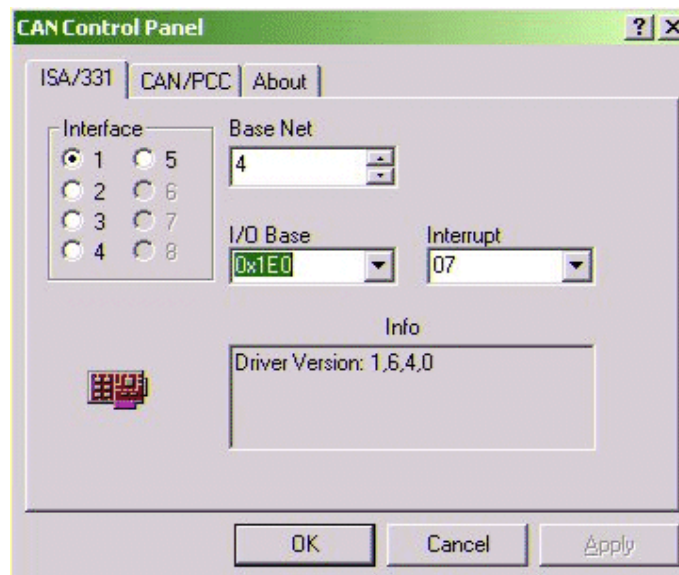 CAN Control Panel
ISA/331 CAN/PCC About
Interface
1 5
2 6
3 7
4 8
Base Net
4
I/O Base Interrupt
0x1E0 07
Info
Driver Version: 1,6,4,0
OK Cancel Apply